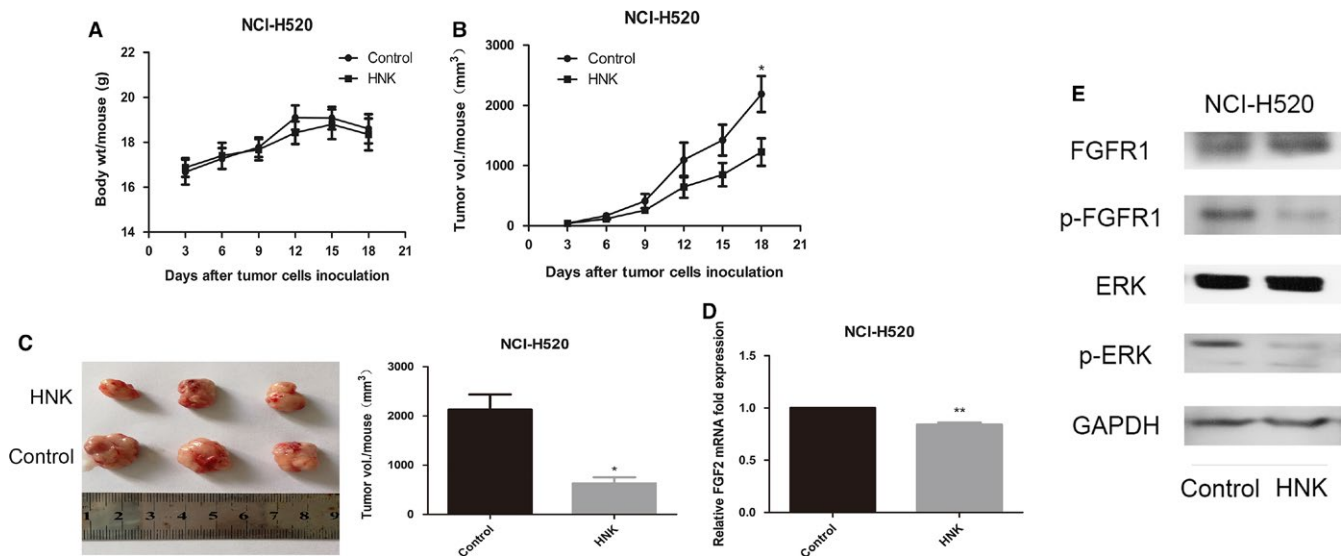 A
NCI-H520
Body wt/mouse (g)
22
20
18
16
14
Control
HNK
0 3 6 9 12 15 18 21
Days after tumor cells inoculation
B
NCI-H520
Tumor vol./mouse (mm³)
3000
2000
1000
0
Control
HNK
*
0 3 6 9 12 15 18 21
Days after tumor cells inoculation
C
HNK
Control
1 2 3 4 5 6 7 8 9
NCI-H520
Tumor vol./mouse (mm³)
3000
2000
1000
0
*
Control HNK
D
NCI-H520
Relative FGF2 mRNA fold expression
1.5
1.0
0.5
0.0
**
Control HNK
E
NCI-H520
FGFR1
p-FGFR1
ERK
p-ERK
GAPDH
Control HNK